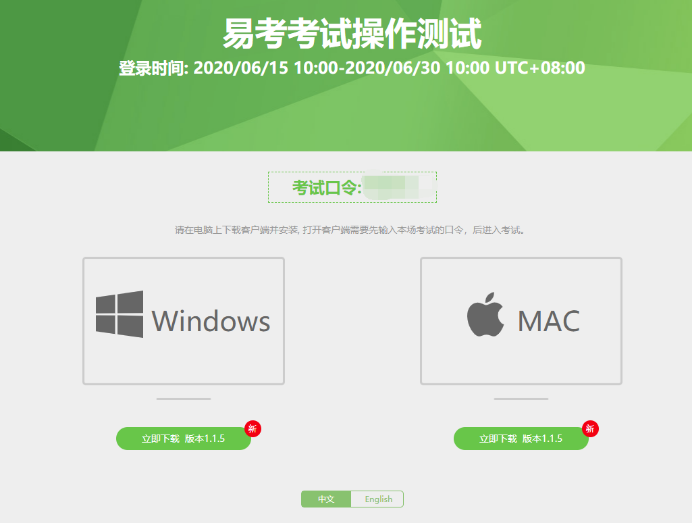 易考考试操作测试
登录时间: 2020/06/15 10:00-2020/06/30 10:00 UTC+08:00
考试口令:
请在电脑上下载客户端并安装, 打开客户端需要先输入本场考试的口令，后进入考试。
Windows
MAC
立即下载 版本1.1.5 新
立即下载 版本1.1.5 新
中文 English